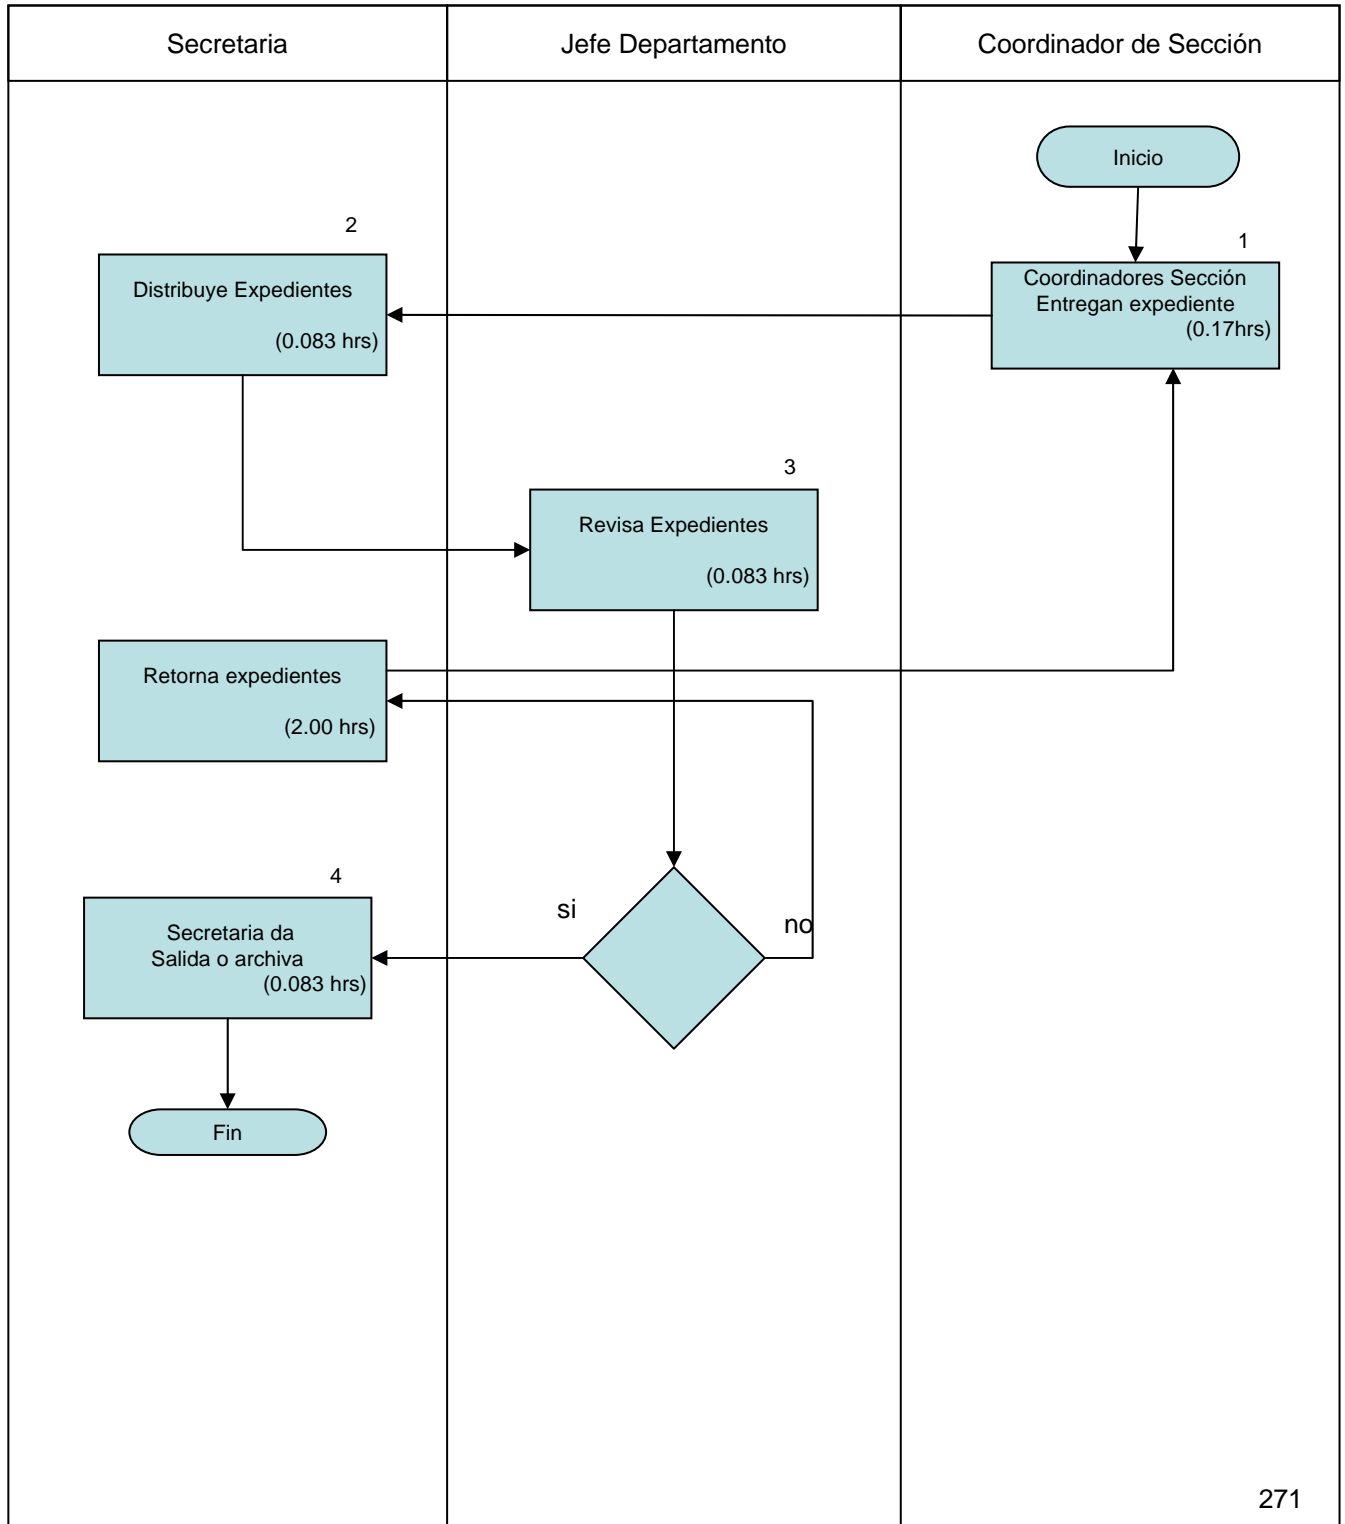 Secretaria
Jefe Departamento
Coordinador de Sección
Inicio
1
Coordinadores Sección
Entregan expediente
(0.17hrs)
2
Distribuye Expedientes
(0.083 hrs)
3
Revisa Expedientes
(0.083 hrs)
Retorna expedientes
(2.00 hrs)
si
no
4
Secretaria da
Salida o archiva
(0.083 hrs)
Fin
271